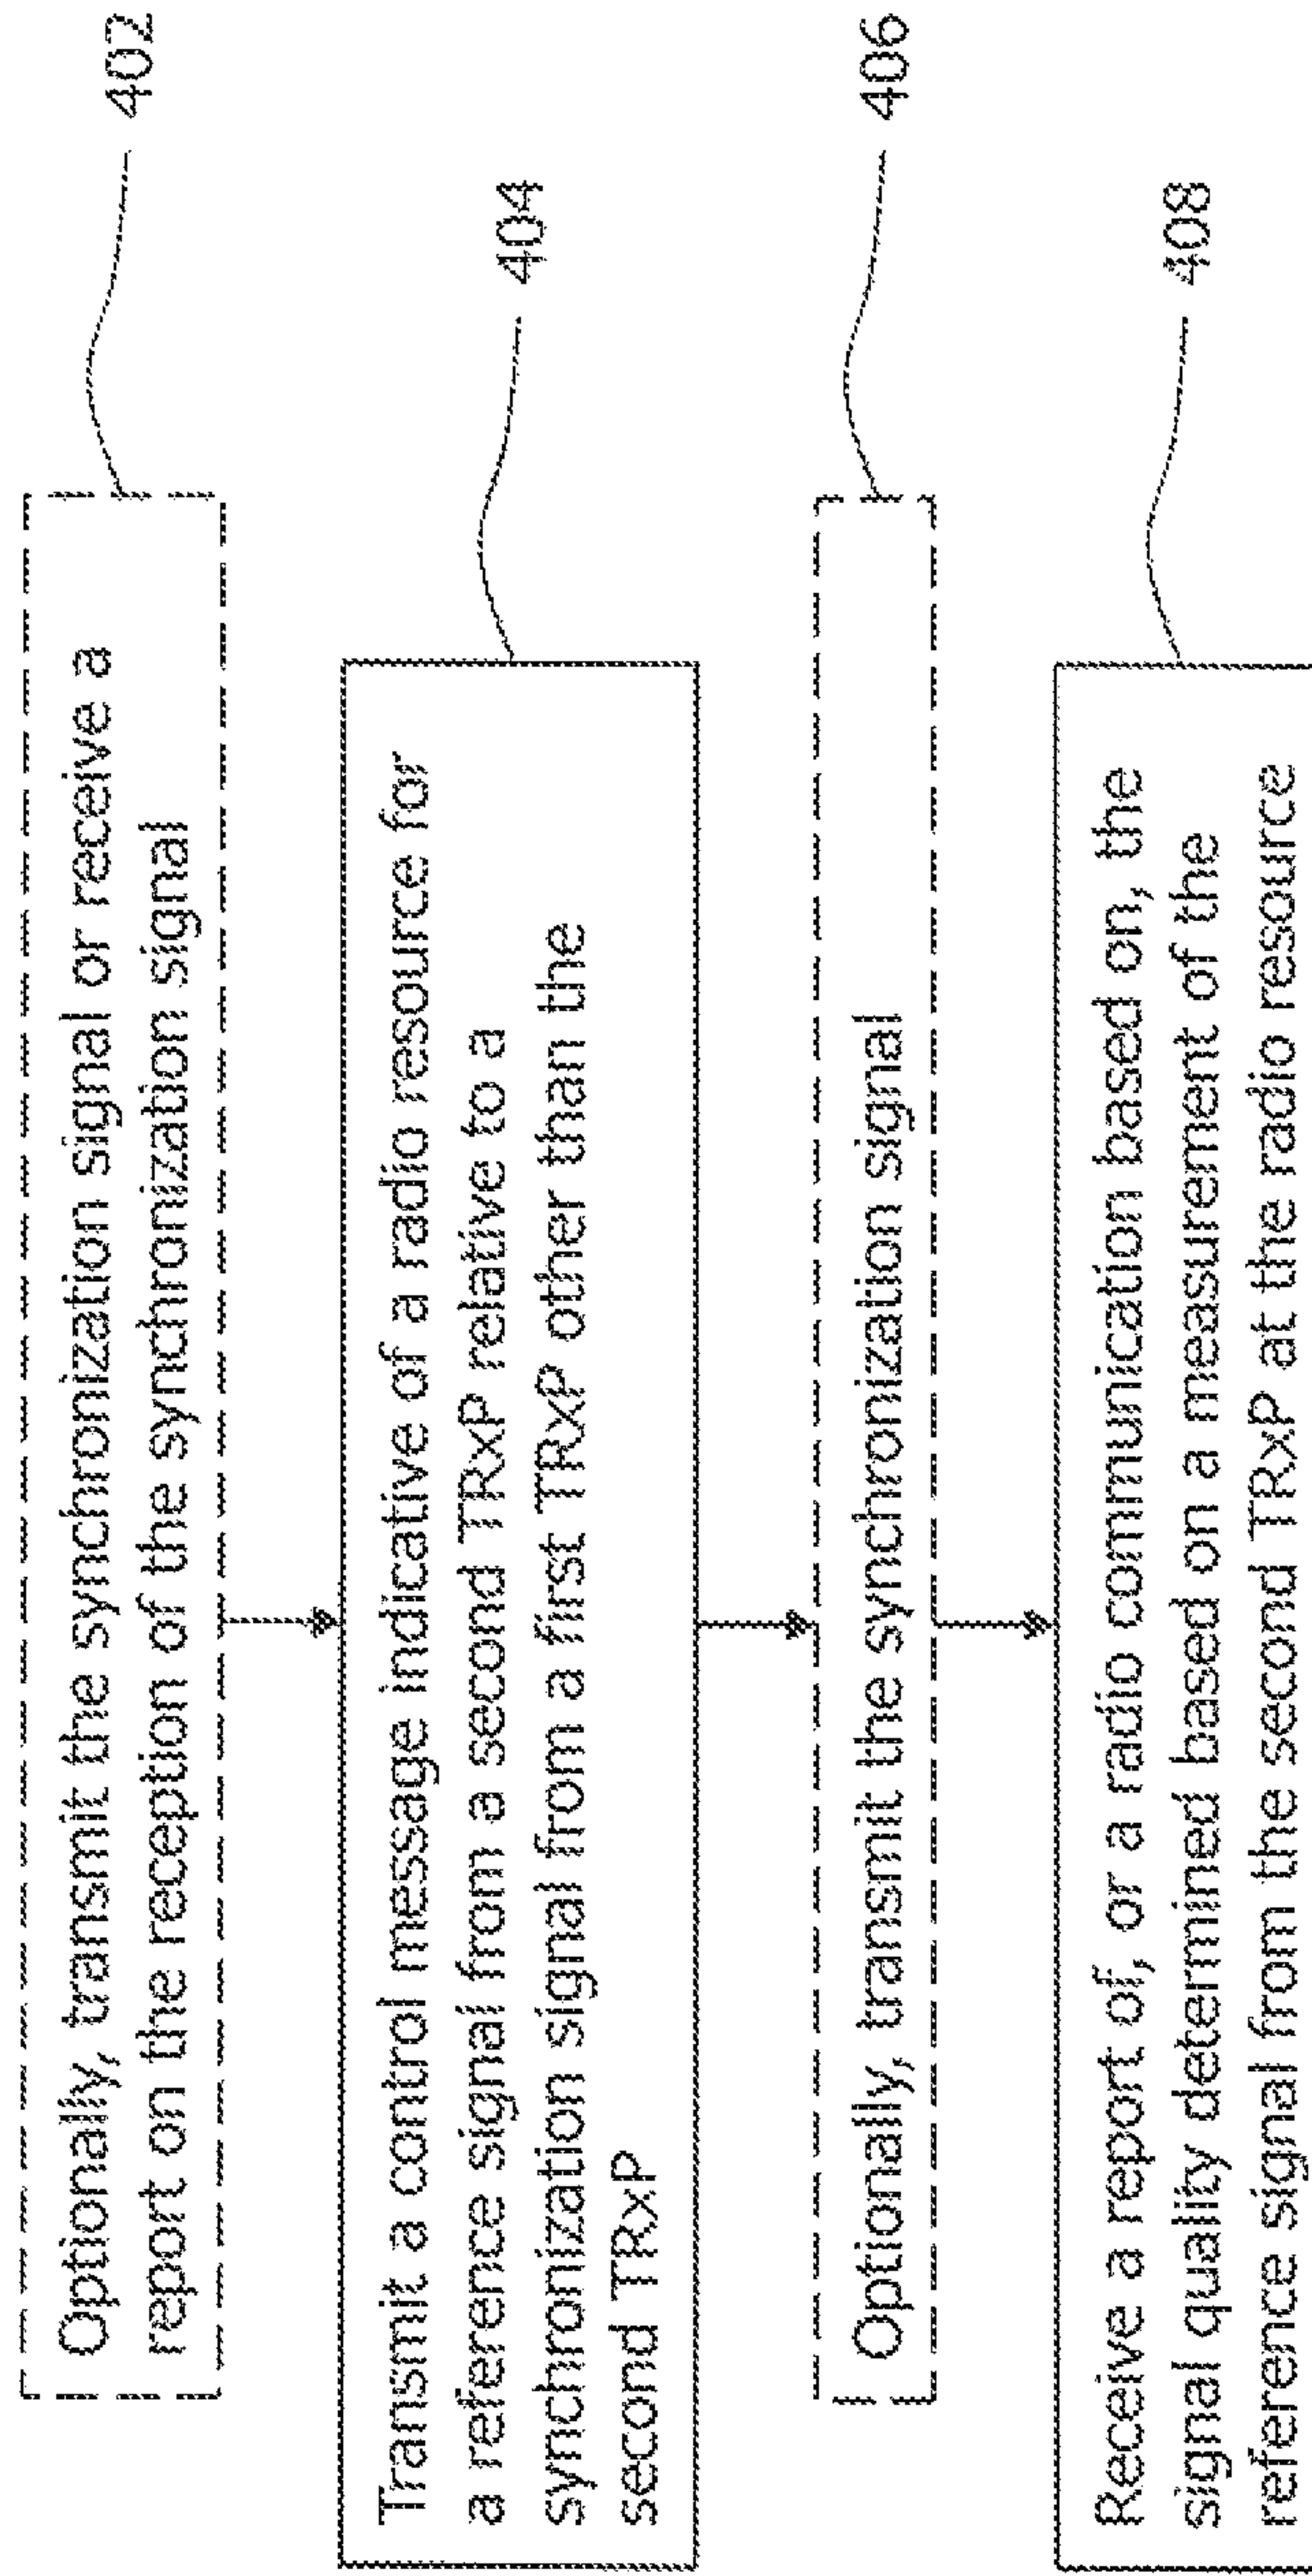 Optionally, transmit the synchronization signal or receive a
report on the reception of the synchronization signal
402
Transmit a control message indicative of a radio resource for
a reference signal from a second TRxP relative to a
synchronization signal from a first TRxP other than the
second TRxP
404
Optionally, transmit the synchronization signal
406
Receive a report of, or a radio communication based on, the
signal quality determined based on a measurement of the
reference signal from the second TRxP at the radio resource
408